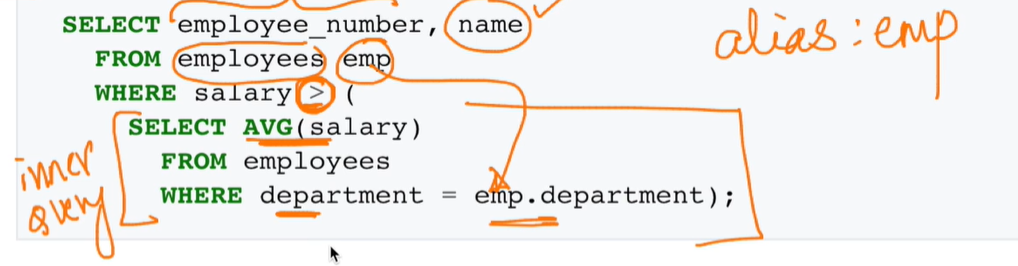 SELECT employee_number, name
alias : emp
FROM employees emp
WHERE salary > (
SELECT AVG(salary)
FROM employees
WHERE department = emp.department);
inner
query